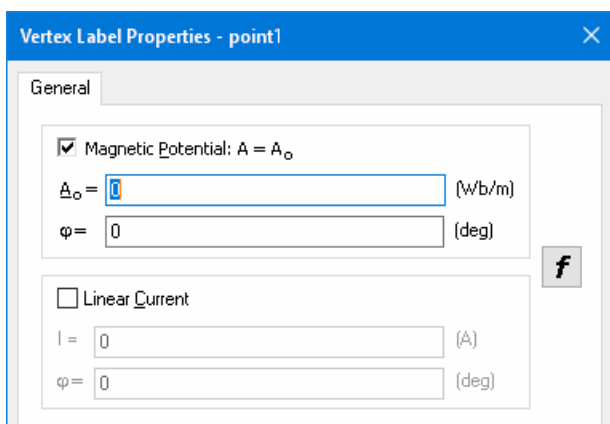 Vertex Label Properties - point1
General
Magnetic Potential: A = Ao
Ao = 0 (Wb/m)
φ = 0 (deg)
f
Linear Current
I = 0 (A)
φ = 0 (deg)